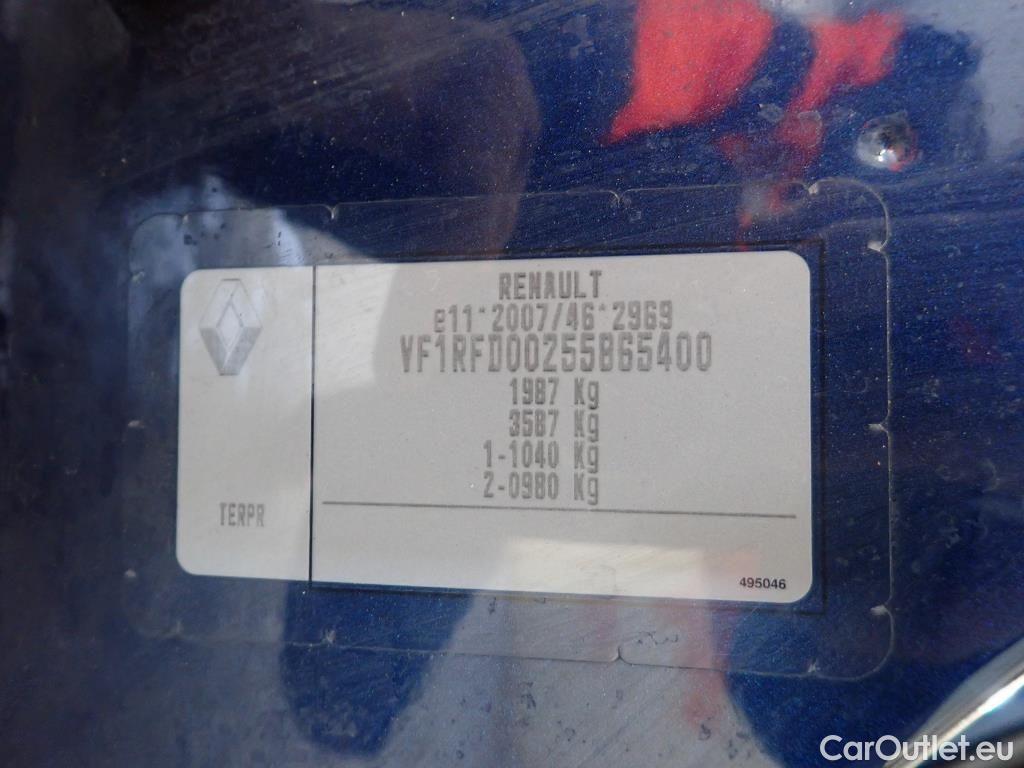 RENAULT
e11*2007/46*2969
VF1RFD00255865400
1987 Kg
3587 Kg
1-1040 Kg
2-0980 Kg
TERPR
495046
CarOutlet.eu